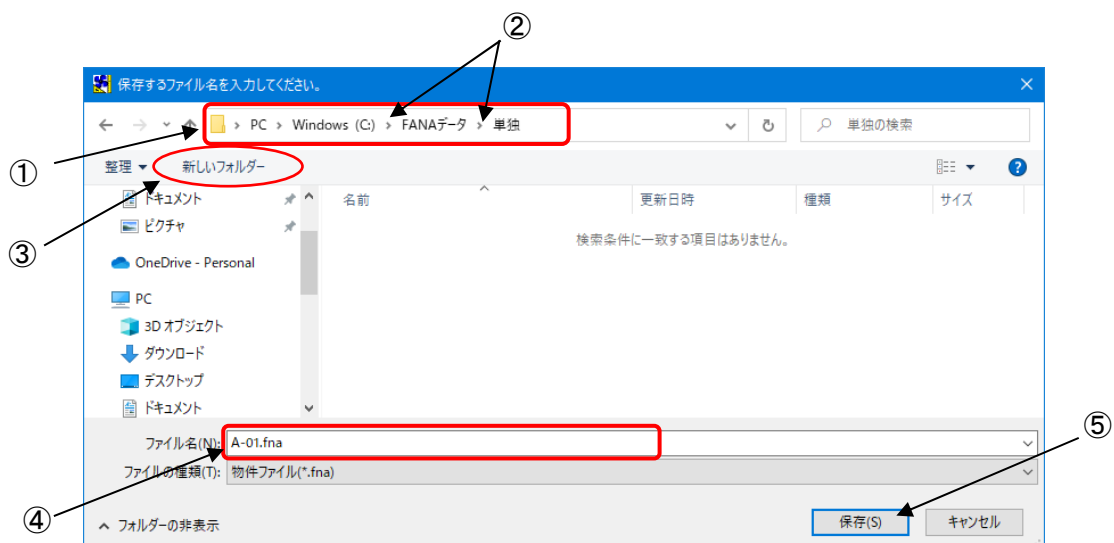 ②
保存するファイル名を入力してください。
PC > Windows (C:) > FANAデータ > 単独
単独の検索
①
整理 新しいフォルダー
③
名前 更新日時 種類 サイズ
検索条件に一致する項目はありません。
ドキュメント
ピクチャ
OneDrive - Personal
PC
3D オブジェクト
ダウンロード
デスクトップ
ドキュメント
⑤
ファイル名(N): A-01.fna
ファイルの種類(T): 物件ファイル(*.fna)
④
フォルダーの非表示
保存(S) キャンセル